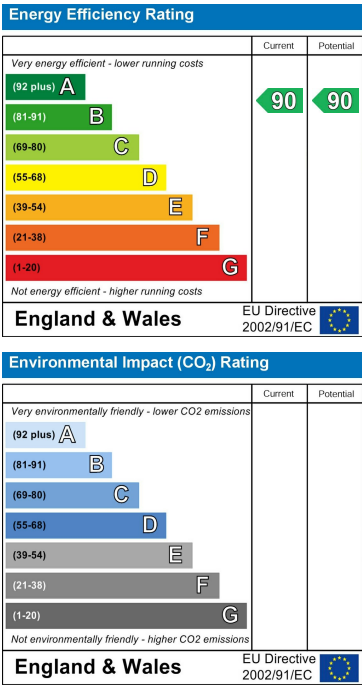 Energy Efficiency Rating
Current Potential
Very energy efficient - lower running costs
(92 plus) A
(81-91) B
90 90
(69-80) C
(55-68) D
(39-54) E
(21-38) F
(1-20) G
Not energy efficient - higher running costs
England & Wales
EU Directive
2002/91/EC
Environmental Impact (CO₂) Rating
Current Potential
Very environmentally friendly - lower CO2 emissions
(92 plus) A
(81-91) B
(69-80) C
(55-68) D
(39-54) E
(21-38) F
(1-20) G
Not environmentally friendly - higher CO2 emissions
England & Wales
EU Directive
2002/91/EC